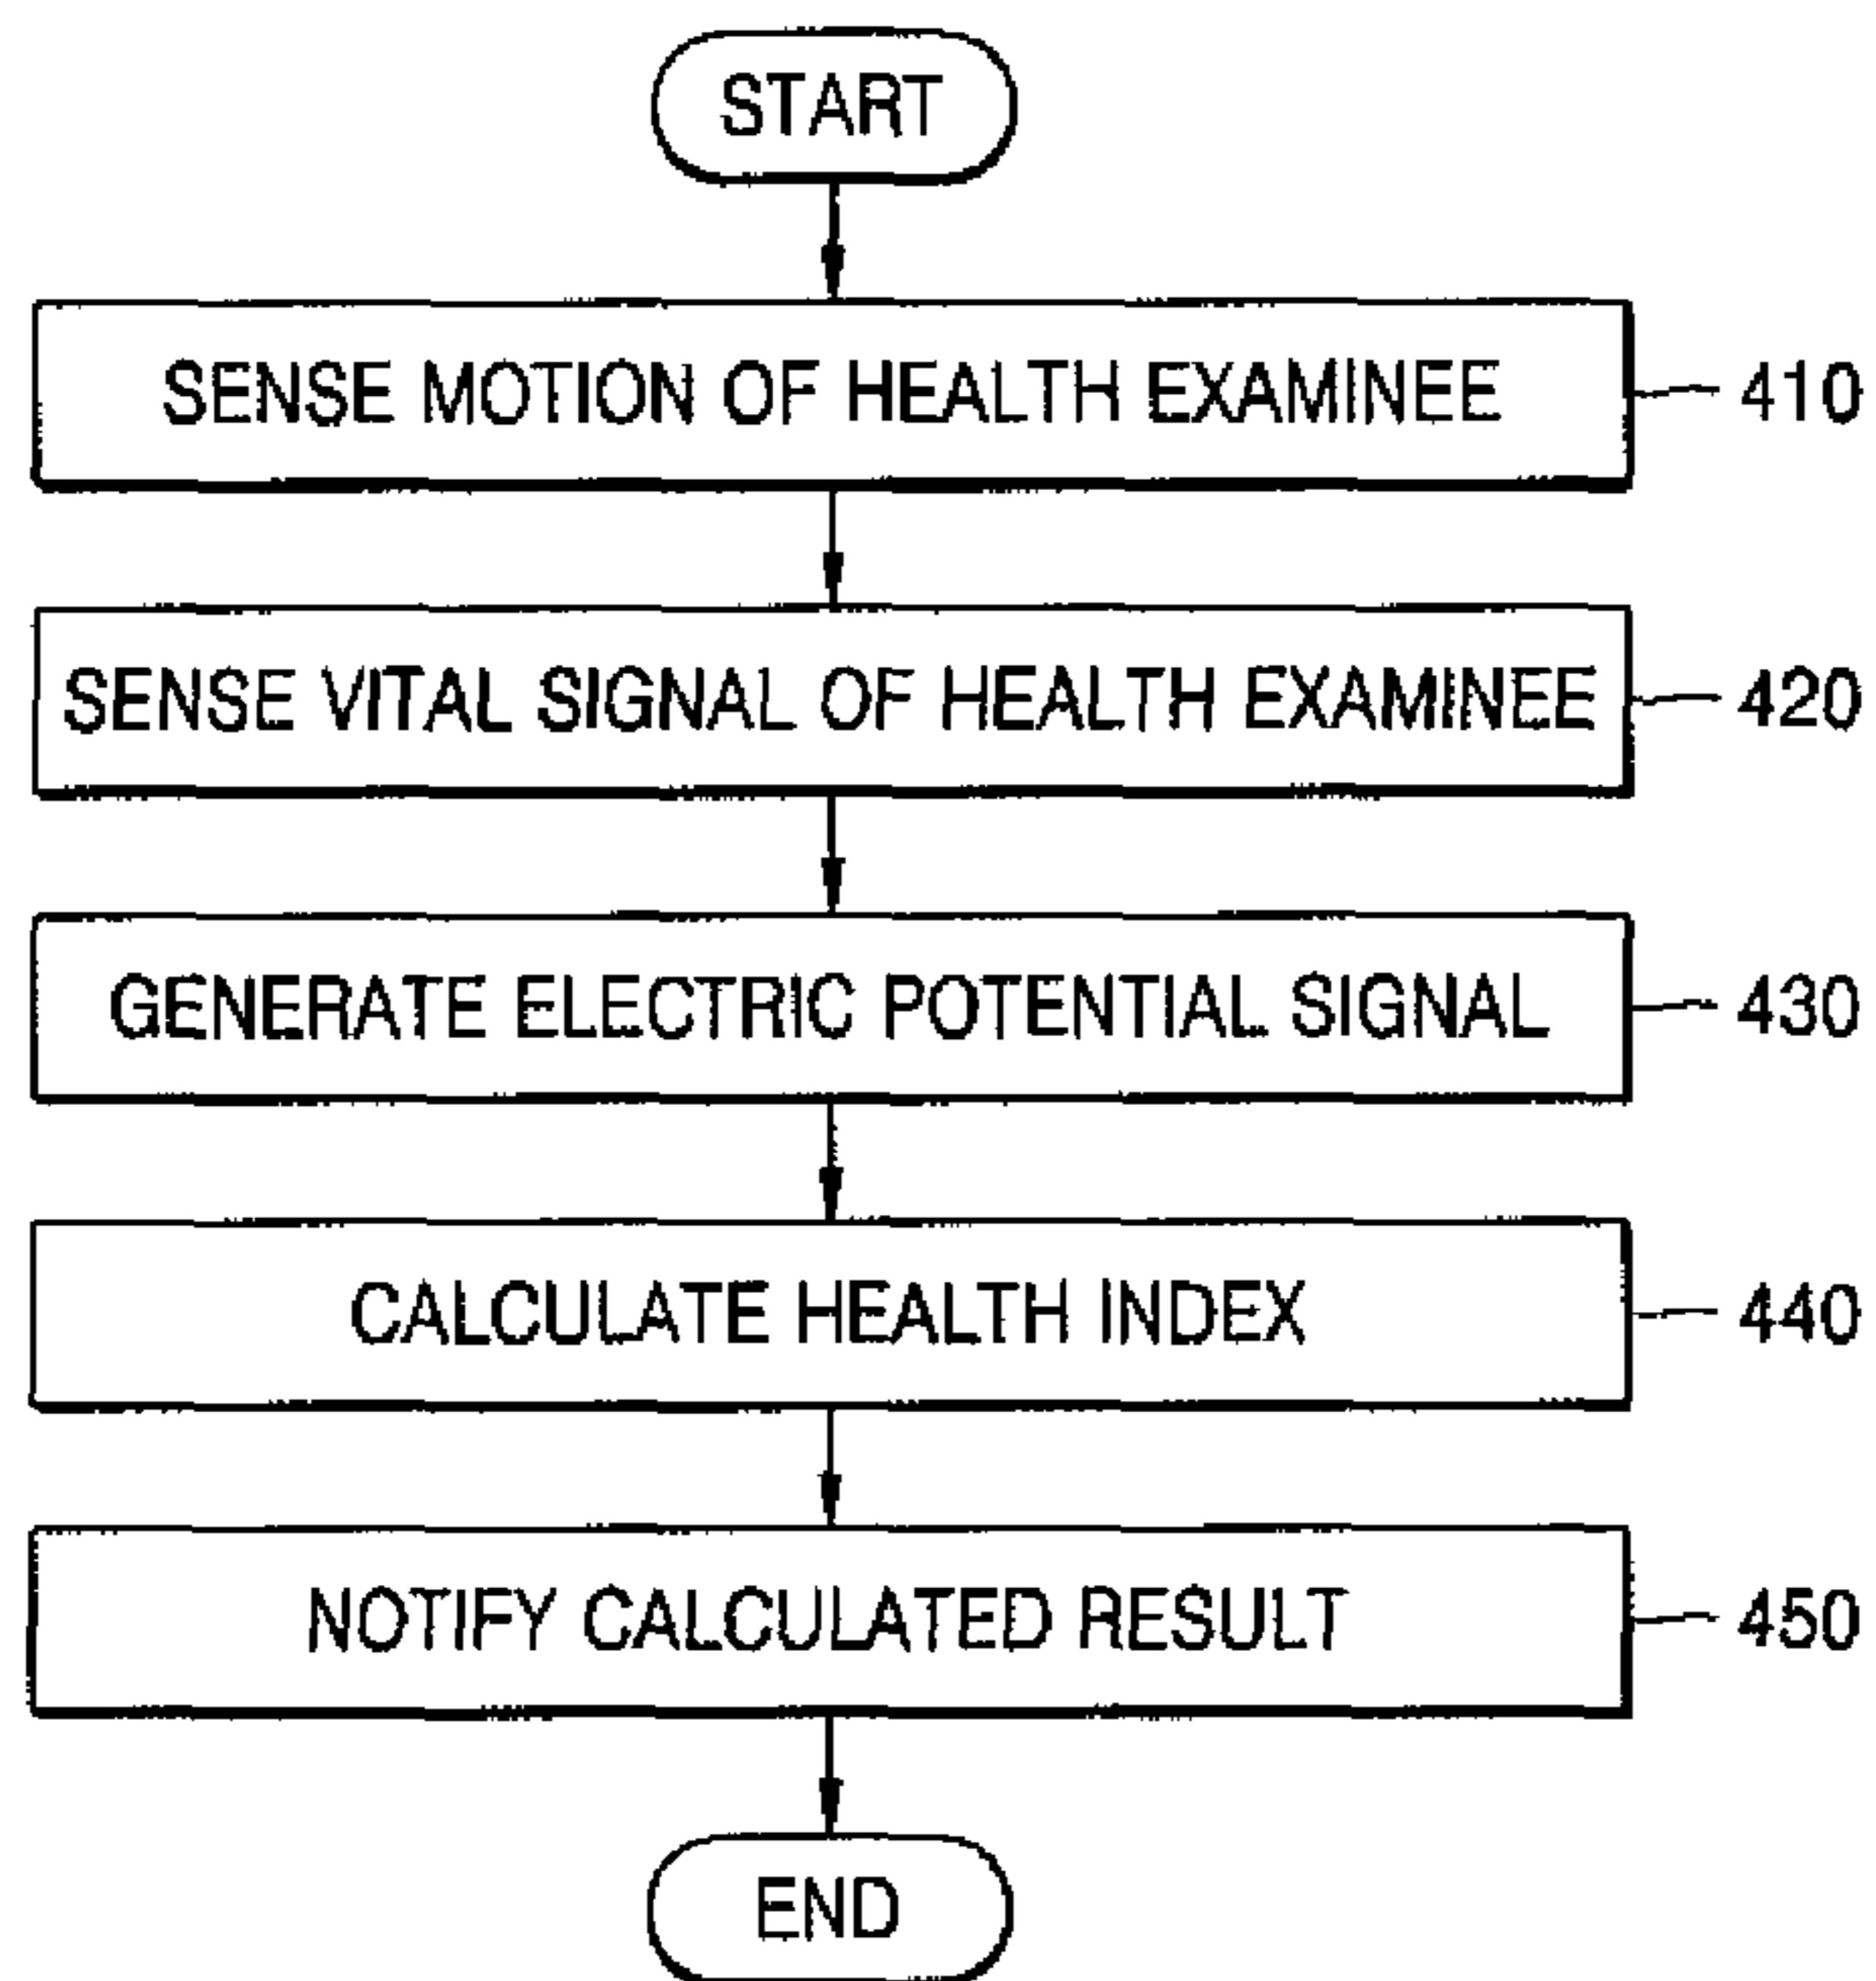 START
SENSE MOTION OF HEALTH EXAMINEE 410
SENSE VITAL SIGNAL OF HEALTH EXAMINEE 420
GENERATE ELECTRIC POTENTIAL SIGNAL 430
CALCULATE HEALTH INDEX 440
NOTIFY CALCULATED RESULT 450
END